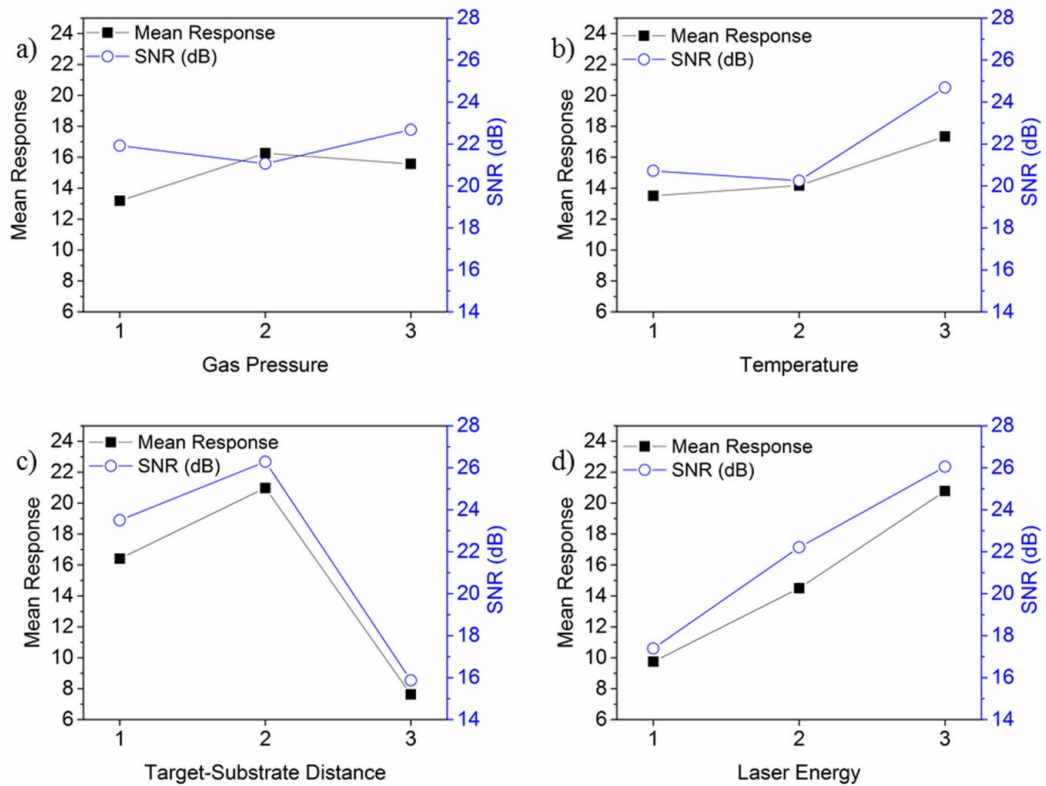 a)
Mean Response
SNR (dB)
24
22
20
18
16
14
12
10
8
6
Mean Response
28
26
24
22
20
18
16
14
SNR (dB)
1 2 3
Gas Pressure
b)
Mean Response
SNR (dB)
24
22
20
18
16
14
12
10
8
6
Mean Response
28
26
24
22
20
18
16
14
SNR (dB)
1 2 3
Temperature
c)
Mean Response
SNR (dB)
24
22
20
18
16
14
12
10
8
6
Mean Response
28
26
24
22
20
18
16
14
SNR (dB)
1 2 3
Target-Substrate Distance
d)
Mean Response
SNR (dB)
24
22
20
18
16
14
12
10
8
6
Mean Response
28
26
24
22
20
18
16
14
SNR (dB)
1 2 3
Laser Energy